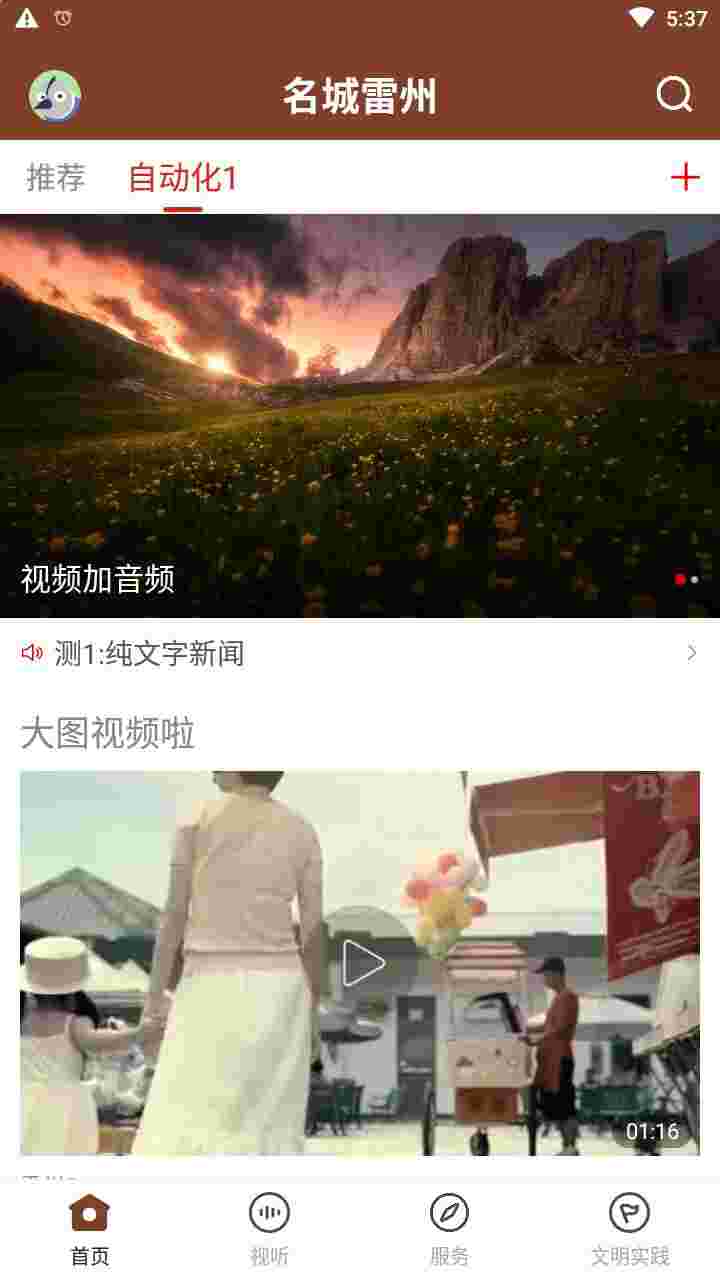 5:37
名城雷州
推荐
自动化1
视频加音频
测1:纯文字新闻
大图视频啦
01:16
首页
视听
服务
文明实践